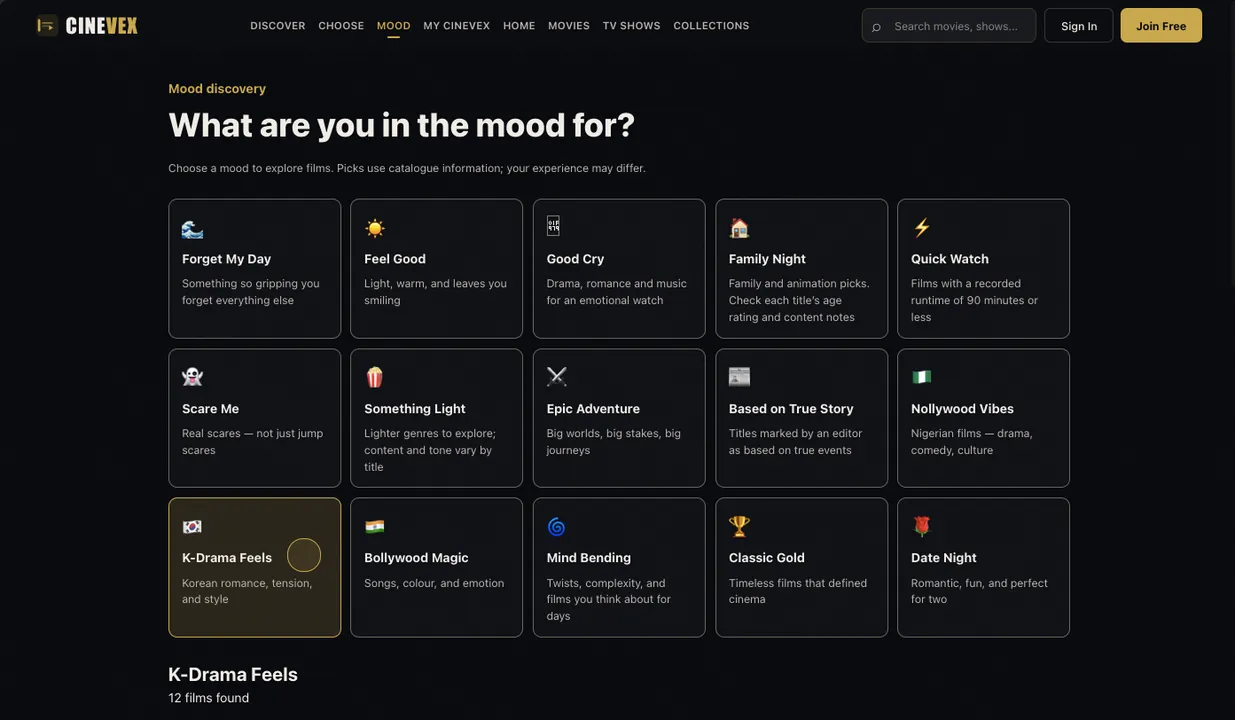 CINEVEX
DISCOVER CHOOSE MOOD MY CINEVEX HOME MOVIES TV SHOWS COLLECTIONS
Search movies, shows...
Sign In
Join Free
Mood discovery
What are you in the mood for?
Choose a mood to explore films. Picks use catalogue information; your experience may differ.
Forget My Day
Something so gripping you
forget everything else
Feel Good
Light, warm, and leaves you
smiling
Good Cry
Drama, romance and music
for an emotional watch
Family Night
Family and animation picks.
Check each title's age
rating and content notes
Quick Watch
Films with a recorded
runtime of 90 minutes or
less
Scare Me
Real scares — not just jump
scares
Something Light
Lighter genres to explore;
content and tone vary by
title
Epic Adventure
Big worlds, big stakes, big
journeys
Based on True Story
Titles marked by an editor
as based on true events
Nollywood Vibes
Nigerian films — drama,
comedy, culture
K-Drama Feels
Korean romance, tension,
and style
Bollywood Magic
Songs, colour, and emotion
Mind Bending
Twists, complexity, and
films you think about for
days
Classic Gold
Timeless films that defined
cinema
Date Night
Romantic, fun, and perfect
for two
K-Drama Feels
12 films found